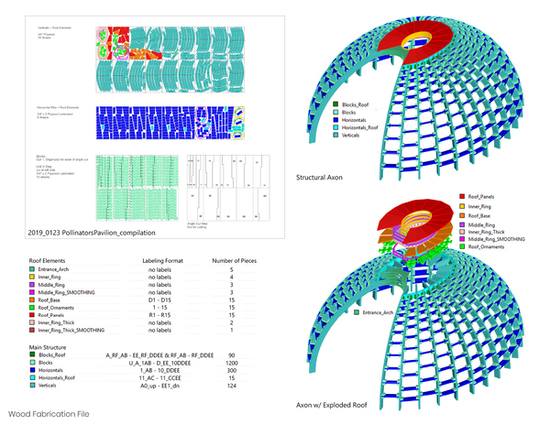 2019_0123 PollinatorsPavilion_compilation
Blocks_Roof
Blocks
Horizontals
Horizontals_Roof
Verticals
Structural Axon
Roof_Panels
Inner_Ring
Roof_Base
Middle_Ring
Inner_Ring_Thick
Middle_Ring_SMOOTHING
Roof_Ornaments
Entrance_Arch
Axon w/ Exploded Roof
Roof Elements Labeling Format Number of Pieces
Entrance_Arch no labels 5
Inner_Ring no labels 4
Middle_Ring no labels 3
Middle_Ring_SMOOTHING no labels 3
Roof_Base D1 - D15 15
Roof_Ornaments 1 - 15 15
Roof_Panels R1 - R15 15
Inner_Ring_Thick no labels 2
Inner_Ring_Thick_SMOOTHING no labels 1
Main Structure
Blocks_Roof A_RF_AB - EE_RF_DDEE & RF_AB - RF_DDEE 90
Blocks U_A_1AB - D_EE_10DDEE 1200
Horizontals 1_AB - 10_DDEE 300
Horizontals_Roof 11_AC - 11_CCEE 15
Verticals A0_up - EE1_dn 124
Wood Fabrication File